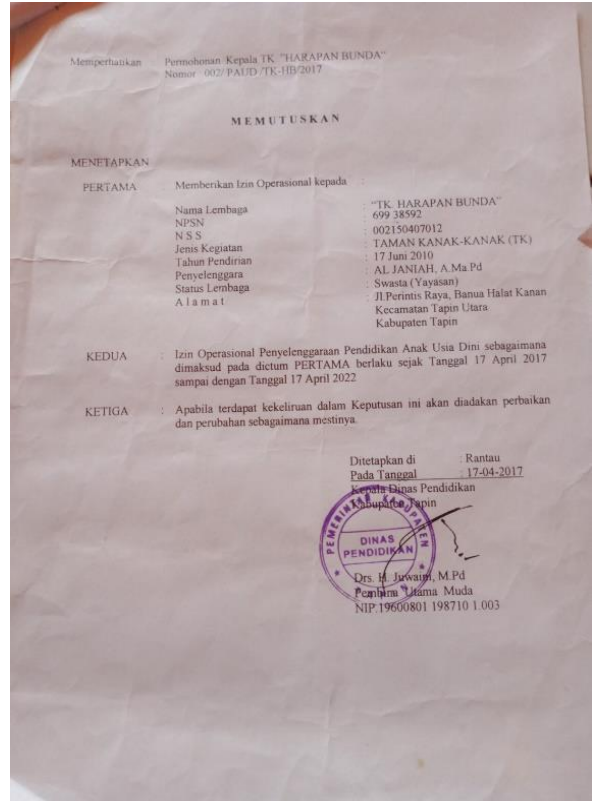 Memperhatikan Permohonan Kepala TK "HARAPAN BUNDA"
Nomor 002/ PAUD /TK-HB/2017
MEMUTUSKAN
MENETAPKAN
PERTAMA : Memberikan Izin Operasional kepada :
Nama Lembaga : "TK. HARAPAN BUNDA"
NPSN : 699 38592
N S S : 002150407012
Jenis Kegiatan : TAMAN KANAK-KANAK (TK)
Tahun Pendirian : 17 Juni 2010
Penyelenggara : AL JANIAH, A.Ma.Pd
Status Lembaga : Swasta (Yayasan)
A l a m a t : Jl.Perintis Raya, Banua Halat Kanan
Kecamatan Tapin Utara
Kabupaten Tapin
KEDUA : Izin Operasional Penyelenggaraan Pendidikan Anak Usia Dini sebagaimana
dimaksud pada dictum PERTAMA berlaku sejak Tanggal 17 April 2017
sampai dengan Tanggal 17 April 2022
KETIGA : Apabila terdapat kekeliruan dalam Keputusan ini akan diadakan perbaikan
dan perubahan sebagaimana mestinya.
Ditetapkan di : Rantau
Pada Tanggal : 17-04-2017
Kepala Dinas Pendidikan
Kabupaten Tapin
PEMERINTAH KABUPATEN
DINAS
PENDIDIKAN
Drs. H. Juwaini, M.Pd
Pembina Utama Muda
NIP.19600801 198710 1.003